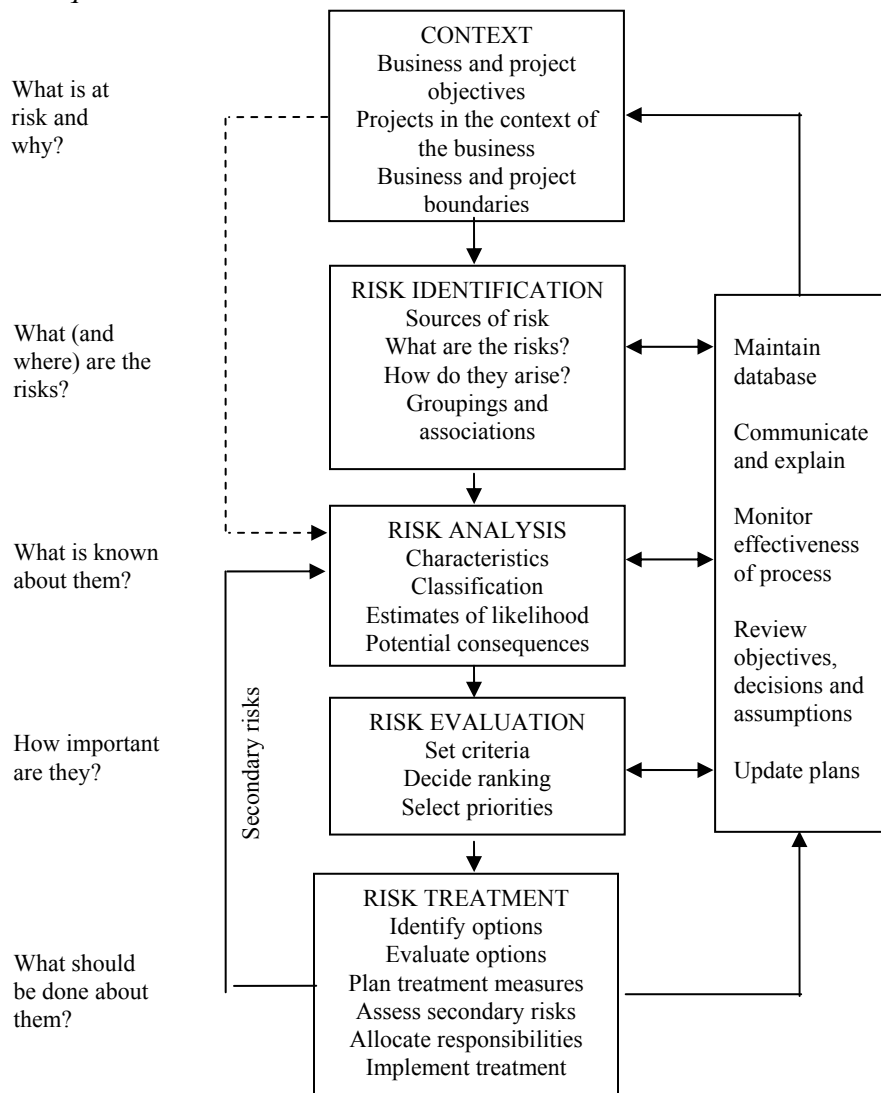 CONTEXT
Business and project
objectives
Projects in the context of
the business
Business and project
boundaries
What is at
risk and
why?
RISK IDENTIFICATION
Sources of risk
What are the risks?
How do they arise?
Groupings and
associations
What (and
where) are the
risks?
Maintain
database
Communicate
and explain
Monitor
effectiveness
of process
Review
objectives,
decisions and
assumptions
Update plans
RISK ANALYSIS
Characteristics
Classification
Estimates of likelihood
Potential consequences
What is known
about them?
Secondary risks
RISK EVALUATION
Set criteria
Decide ranking
Select priorities
How important
are they?
RISK TREATMENT
Identify options
Evaluate options
Plan treatment measures
Assess secondary risks
Allocate responsibilities
Implement treatment
What should
be done about
them?